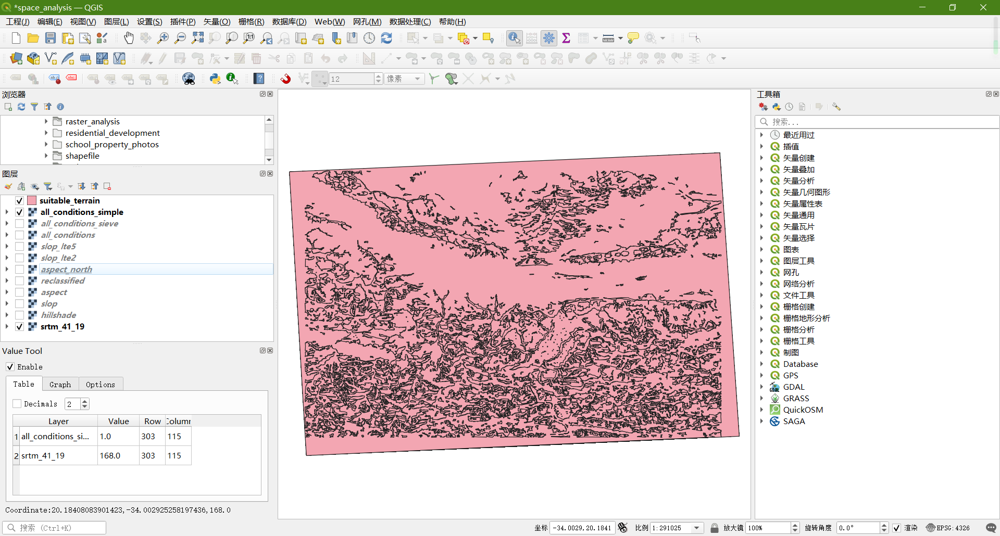 *space_analysis — QGIS
工程(J) 编辑(E) 视图(V) 图层(L) 设置(S) 插件(P) 矢量(O) 栅格(R) 数据库(D) Web(W) 网孔(M) 数据处理(C) 帮助(H)
12 像素
浏览器
raster_analysis
residential_development
school_property_photos
shapefile
图层
suitable_terrain
all_conditions_simple
all_conditions_sieve
all_conditions
slop_lte5
slop_lte2
aspect_north
reclassified
aspect
slop
hillshade
srtm_41_19
Value Tool
Enable
Table Graph Options
Decimals 2
Layer Value Row Colum
1 all_conditions_si... 1.0 303 115
2 srtm_41_19 168.0 303 115
Coordinate:20.18408083901423,-34.002925258197436,168.0
工具箱
搜索...
最近用过
插值
矢量创建
矢量叠加
矢量分析
矢量几何图形
矢量属性表
矢量通用
矢量瓦片
矢量选择
图表
图层工具
网孔
网络分析
文件工具
栅格创建
栅格地形分析
栅格分析
栅格工具
制图
Database
GPS
GDAL
GRASS
QuickOSM
SAGA
搜索 (Ctrl+K) 坐标 -34.0029,20.1841 比例 1:291025 放大镜 100% 旋转角度 0.0° 渲染 EPSG:4326